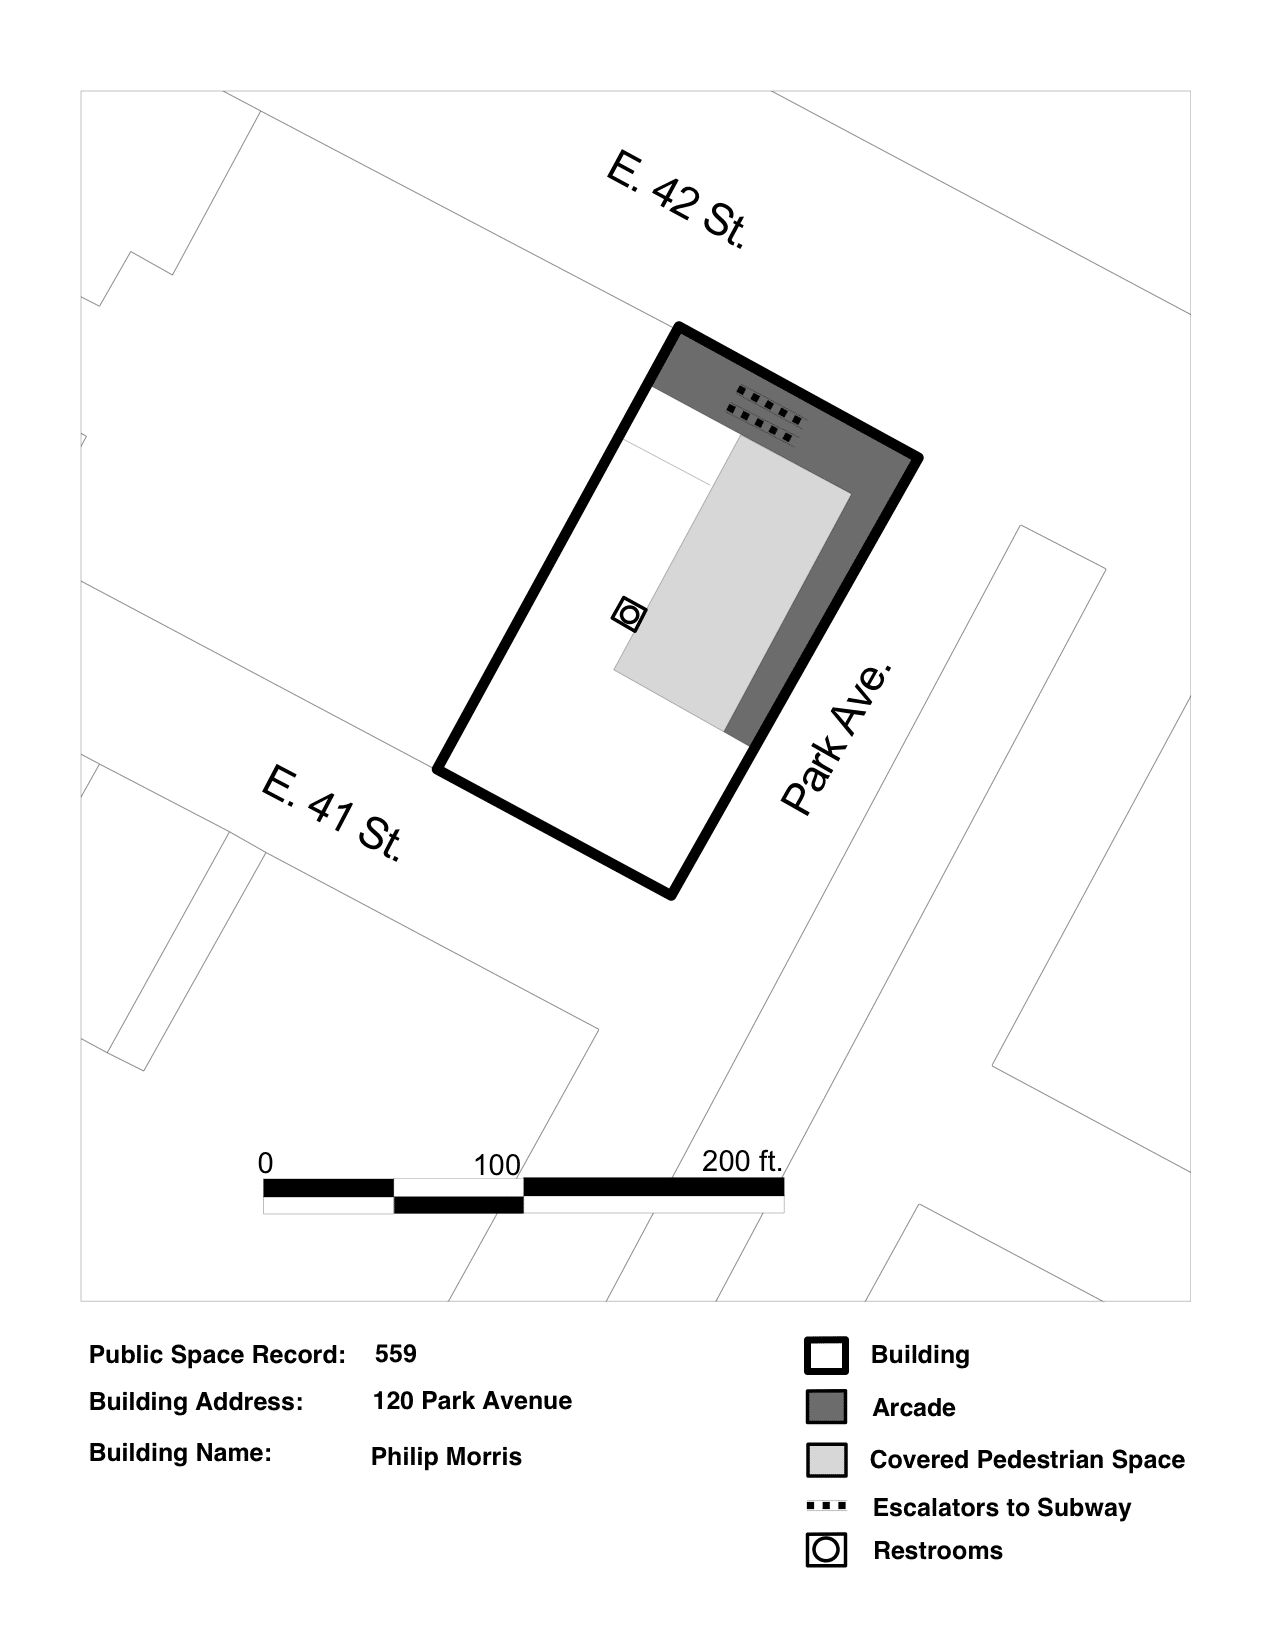 E. 42 St.
Park Ave.
E. 41 St.
0 100 200 ft.
Public Space Record: 559
Building Address: 120 Park Avenue
Building Name: Philip Morris
Building
Arcade
Covered Pedestrian Space
Escalators to Subway
Restrooms